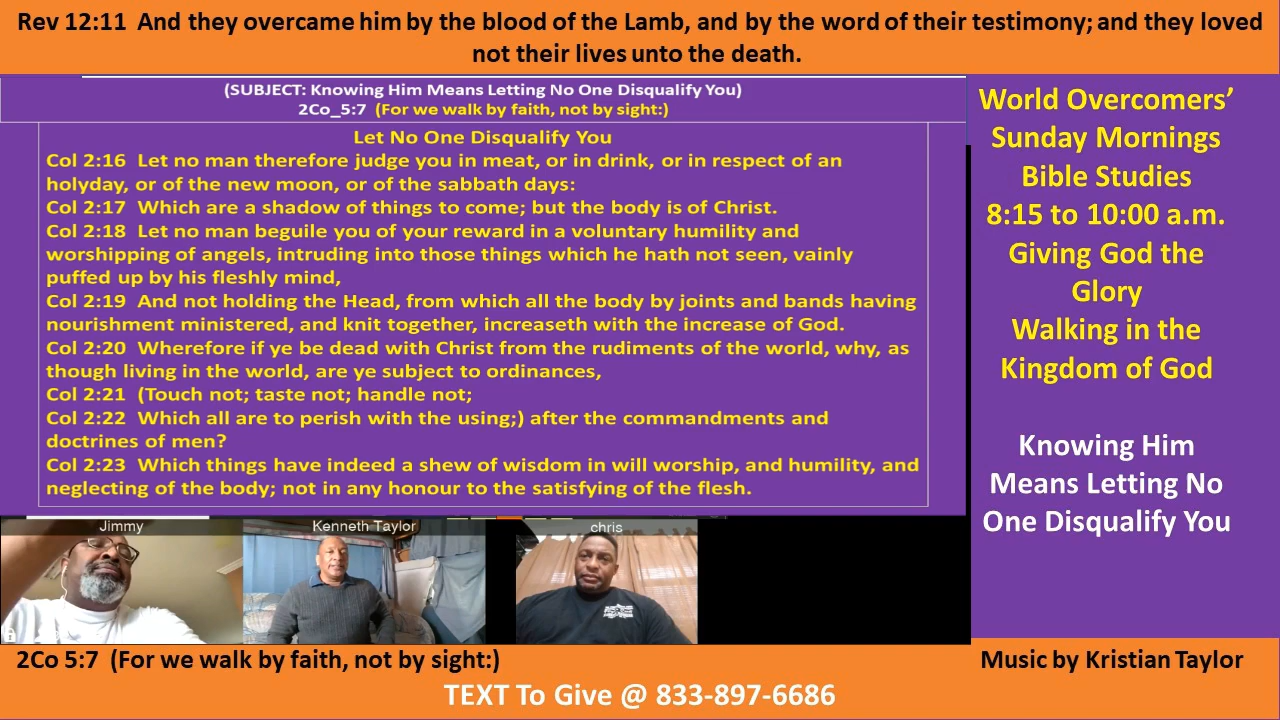 Rev 12:11  And they overcame him by the blood of the Lamb, and by the word of their testimony; and they loved
not their lives unto the death.
(SUBJECT: Knowing Him Means Letting No One Disqualify You)
2Co_5:7  (For we walk by faith, not by sight:)
Let No One Disqualify You
Col 2:16  Let no man therefore judge you in meat, or in drink, or in respect of an
holyday, or of the new moon, or of the sabbath days:
Col 2:17  Which are a shadow of things to come; but the body is of Christ.
Col 2:18  Let no man beguile you of your reward in a voluntary humility and
worshipping of angels, intruding into those things which he hath not seen, vainly
puffed up by his fleshly mind,
Col 2:19  And not holding the Head, from which all the body by joints and bands having
nourishment ministered, and knit together, increaseth with the increase of God.
Col 2:20  Wherefore if ye be dead with Christ from the rudiments of the world, why, as
though living in the world, are ye subject to ordinances,
Col 2:21  (Touch not; taste not; handle not;
Col 2:22  Which all are to perish with the using;) after the commandments and
doctrines of men?
Col 2:23  Which things have indeed a shew of wisdom in will worship, and humility, and
neglecting of the body; not in any honour to the satisfying of the flesh.
World Overcomers'
Sunday Mornings
Bible Studies
8:15 to 10:00 a.m.
Giving God the
Glory
Walking in the
Kingdom of God
Knowing Him
Means Letting No
One Disqualify You
Jimmy
Kenneth Taylor
chris
2Co 5:7  (For we walk by faith, not by sight:)
Music by Kristian Taylor
TEXT To Give @ 833-897-6686